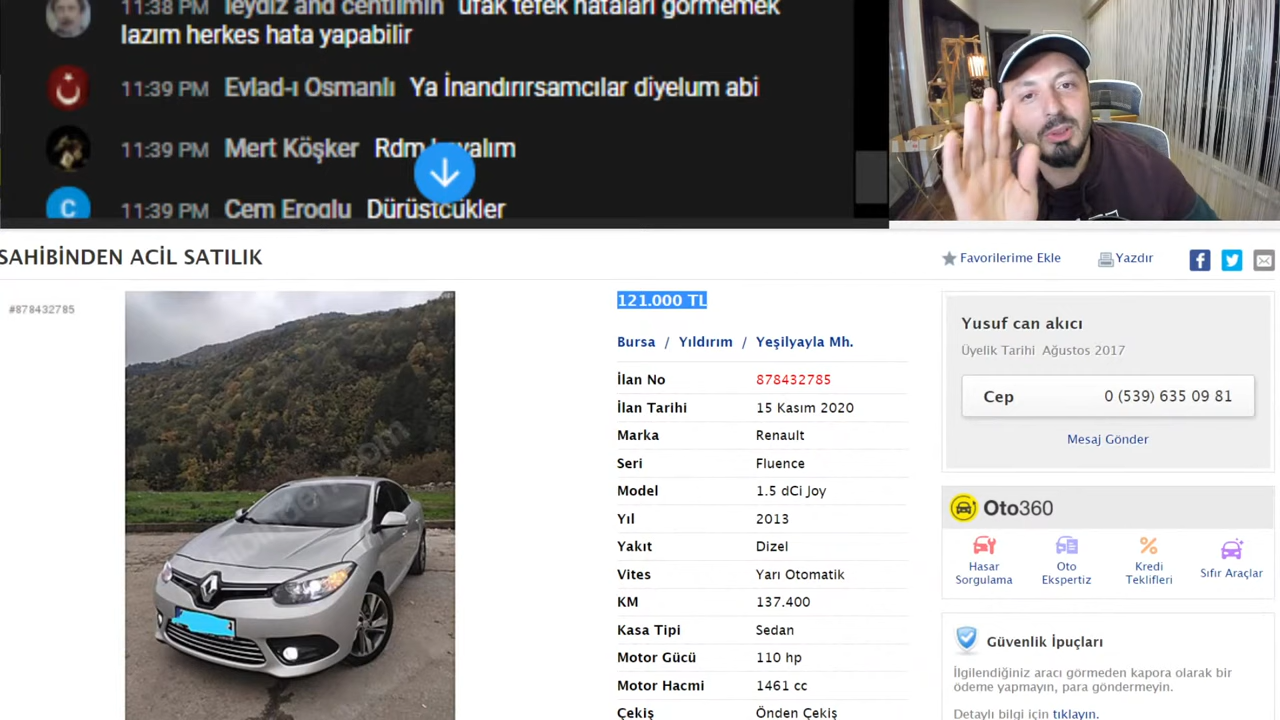 11:38 PM leydiz and centilmin ufak tefek hataları görmemek
lazım herkes hata yapabilir
11:39 PM Evlad-ı Osmanlı Ya İnandırırsamcılar diyelum abi
11:39 PM Mert Köşker Rdm
C 11:39 PM Cem Eroglu Dürüstcükler
SAHİBİNDEN ACİL SATILIK
Favorilerime Ekle
Yazdır
#878432785
121.000 TL
Bursa / Yıldırım / Yeşilyayla Mh.
İlan No 878432785
İlan Tarihi 15 Kasım 2020
Marka Renault
Seri Fluence
Model 1.5 dCi Joy
Yıl 2013
Yakıt Dizel
Vites Yarı Otomatik
KM 137.400
Kasa Tipi Sedan
Motor Gücü 110 hp
Motor Hacmi 1461 cc
Çekiş Önden Çekiş
Yusuf can akıcı
Üyelik Tarihi Ağustos 2017
Cep 0 (539) 635 09 81
Mesaj Gönder
Oto360
Hasar
Sorgulama
Oto
Ekspertiz
Kredi
Teklifleri
Sıfır Araçlar
Güvenlik İpuçları
İlgilendiğiniz aracı görmeden kapora olarak bir
ödeme yapmayın, para göndermeyin.
Detaylı bilgi için tıklayın.